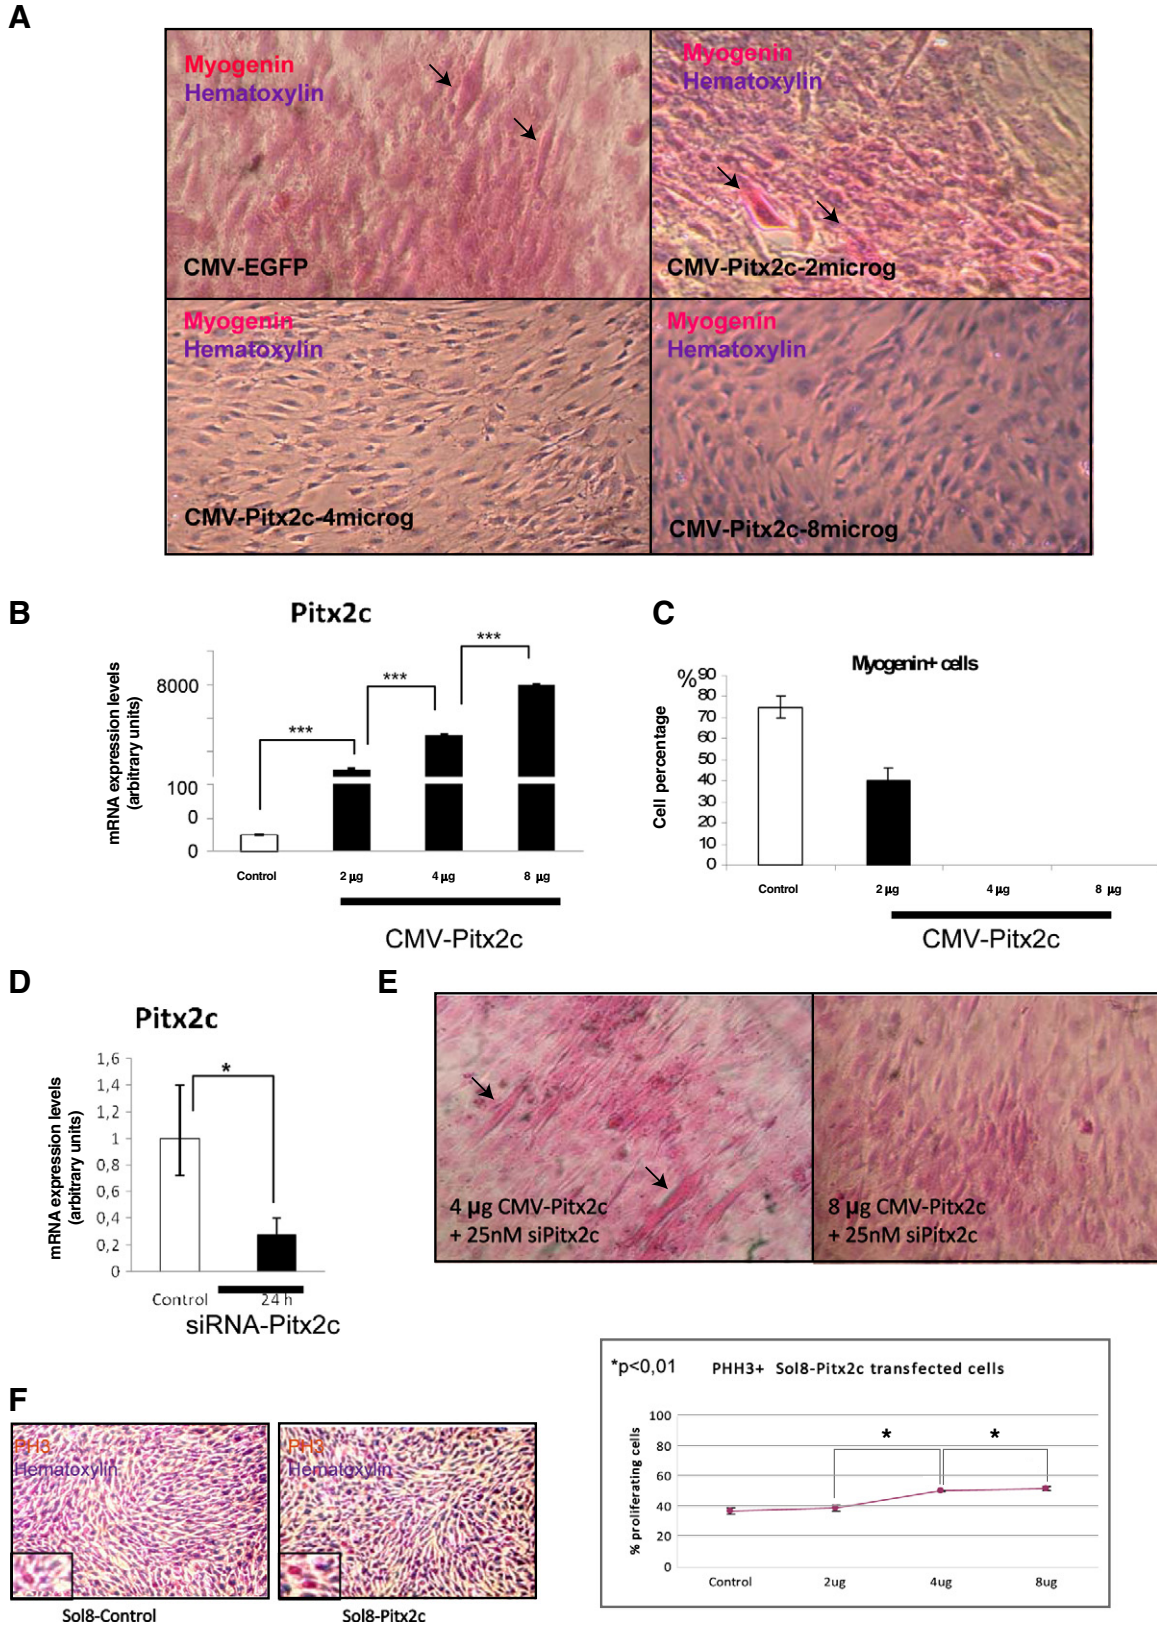 A
Myogenin
Hematoxylin
CMV-EGFP
Myogenin
Hematoxylin
CMV-Pitx2c-2microg
Myogenin
Hematoxylin
CMV-Pitx2c-4microg
Myogenin
Hematoxylin
CMV-Pitx2c-8microg
B
Pitx2c
mRNA expression levels
(arbitrary units)
8000
100
0
0
***
***
***
Control
2 µg
4 µg
8 µg
CMV-Pitx2c
C
Myogenin+ cells
%
Cell percentage
90
80
70
60
50
40
30
20
10
0
Control
2 µg
4 µg
8 µg
CMV-Pitx2c
D
Pitx2c
mRNA expression levels
(arbitrary units)
1,6
1,4
1,2
1
0,8
0,6
0,4
0,2
0
*
Control
24 h
siRNA-Pitx2c
E
4 µg CMV-Pitx2c
+ 25nM siPitx2c
8 µg CMV-Pitx2c
+ 25nM siPitx2c
F
PH3
Hematoxylin
Sol8-Control
PH3
Hematoxylin
Sol8-Pitx2c
*p<0,01
PHH3+ Sol8-Pitx2c transfected cells
% proliferating cells
100
80
60
40
20
0
*
*
Control
2ug
4ug
8ug